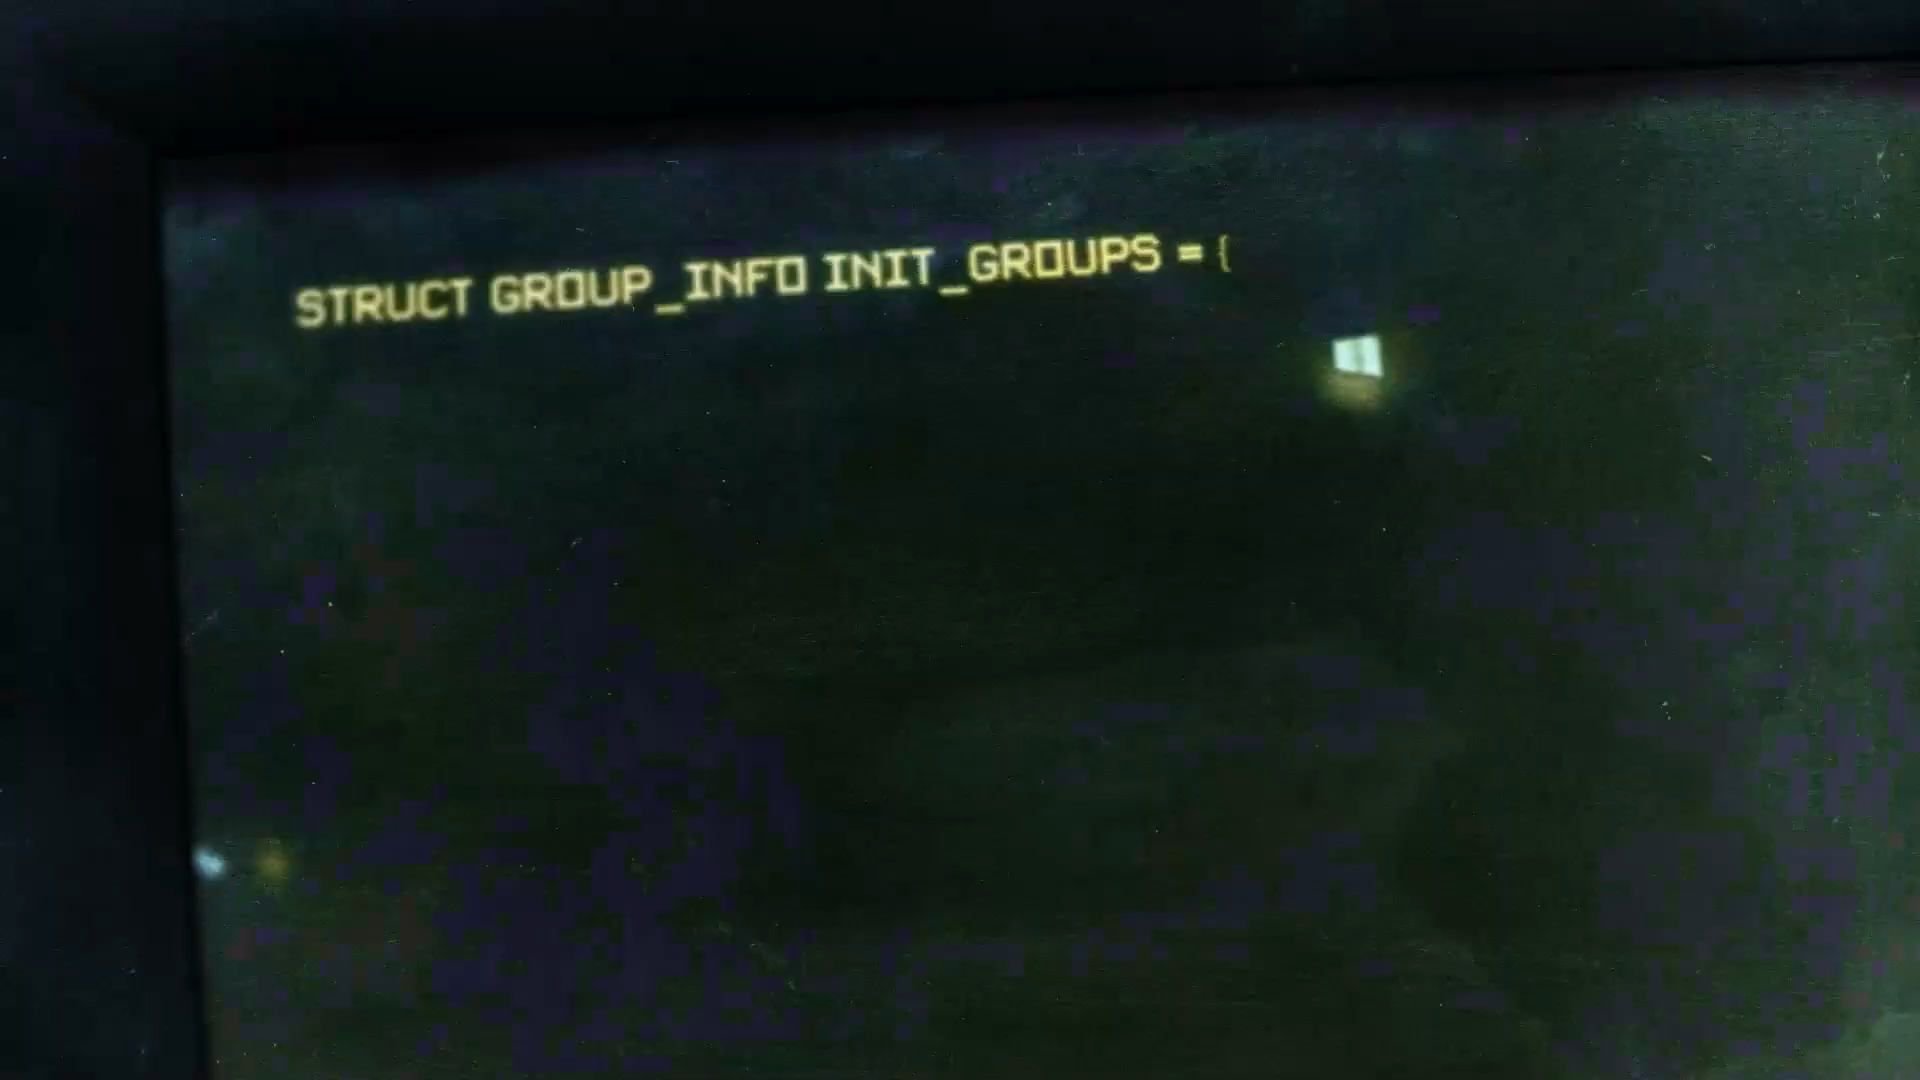 STRUCT GROUP_INFO INIT_GROUPS = {